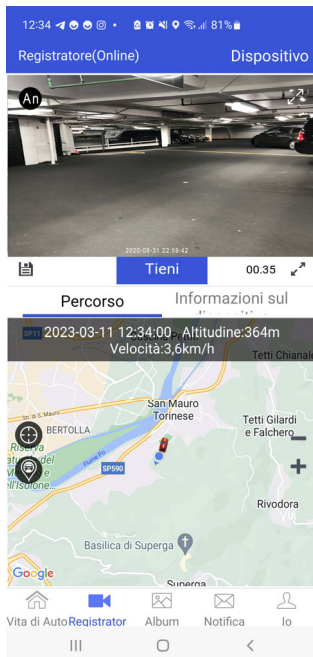 12:34 81%
Registratore(Online) Dispositivo
An
2020-08-31 22:59:42
Tieni 00.35
Percorso Informazioni sul
SP11 2023-03-11 12:34:00 Altitudine:364m
Velocità:3,6km/h
Tetti Chianale
Str. di S. Mauro
San Mauro
Torinese
BERTOLLA
Tetti Gilardi
e Falchero
Riserva
Fiume Po
SP590
Rivodora
Basilica di Superga
Google
Superga
Vita di Auto Registrator Album Notifica Io